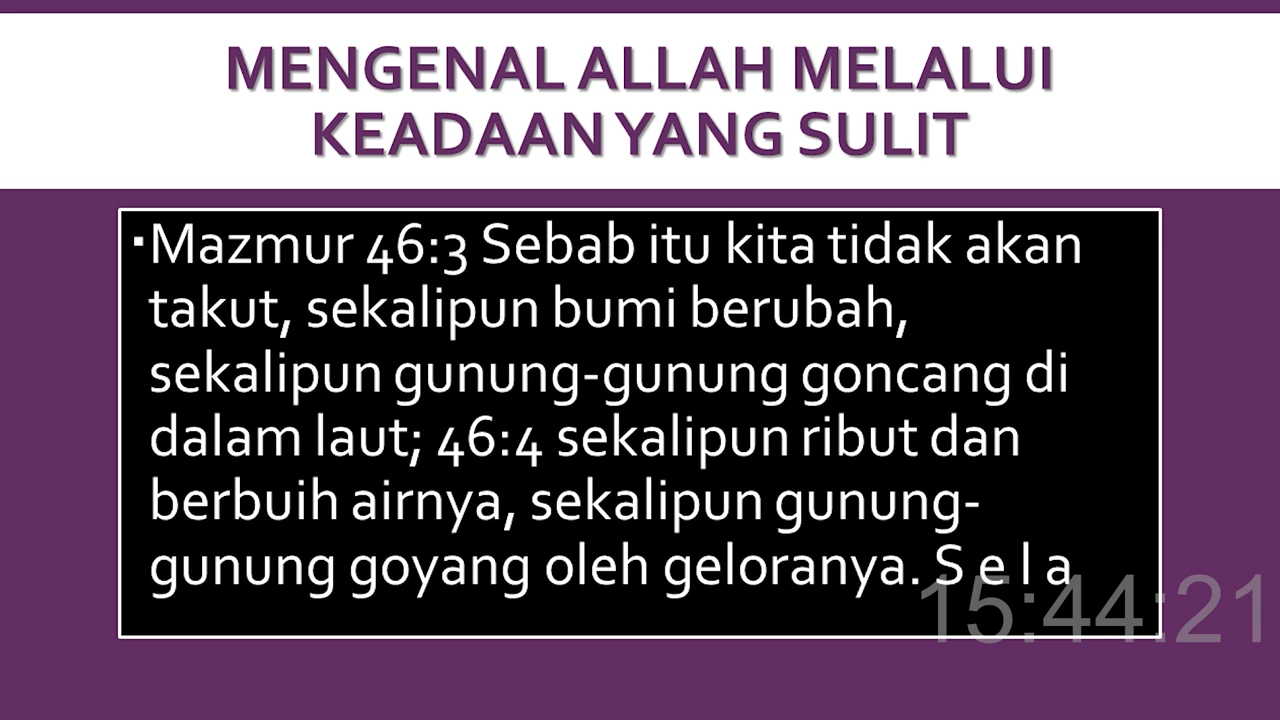 MENGENAL ALLAH MELALUI
KEADAAN YANG SULIT
▪Mazmur 46:3 Sebab itu kita tidak akan
takut, sekalipun bumi berubah,
sekalipun gunung-gunung goncang di
dalam laut; 46:4 sekalipun ribut dan
berbuih airnya, sekalipun gunung-
gunung goyang oleh geloranya. S e l a
15:44:21